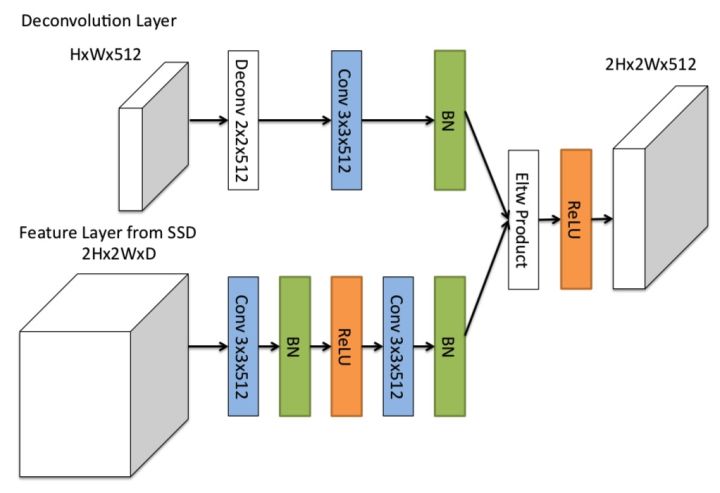 Deconvolution Layer
HxWx512
Deconv 2x2x512
Conv 3x3x512
BN
2Hx2Wx512
Eltw Product
ReLU
Feature Layer from SSD
2Hx2WxD
Conv 3x3x512
BN
ReLU
Conv 3x3x512
BN